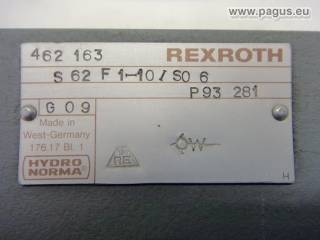 © www.pagus.eu
462 163 REXROTH
S 62 F 1-10/SO 6
P93 281
G 09
Made in
West-Germany
176.17 Bl. 1
HYDRO
NORMA
RE
H